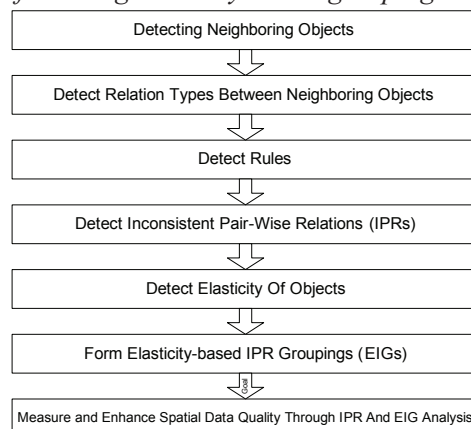 Detecting Neighboring Objects
Detect Relation Types Between Neighboring Objects
Detect Rules
Detect Inconsistent Pair-Wise Relations (IPRs)
Detect Elasticity Of Objects
Form Elasticity-based IPR Groupings (EIGs)
Goal
Measure and Enhance Spatial Data Quality Through IPR And EIG Analysis